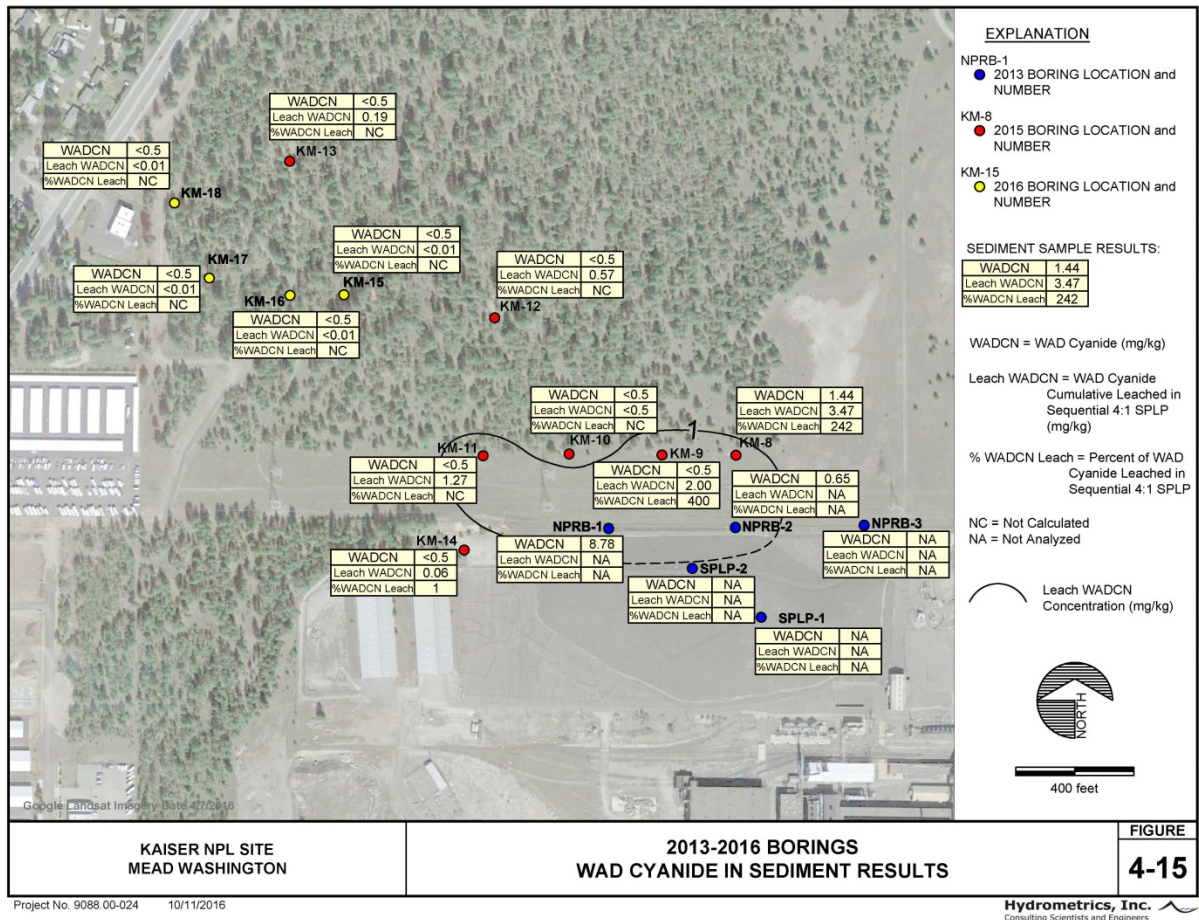 WADCN <0.5
Leach WADCN 0.19
%WADCN Leach NC
KM-13
WADCN <0.5
Leach WADCN <0.01
%WADCN Leach NC
KM-18
WADCN <0.5
Leach WADCN <0.01
%WADCN Leach NC
KM-15
WADCN <0.5
Leach WADCN 0.57
%WADCN Leach NC
KM-12
WADCN <0.5
Leach WADCN <0.01
%WADCN Leach NC
KM-17
KM-16
WADCN <0.5
Leach WADCN <0.01
%WADCN Leach NC
WADCN <0.5
Leach WADCN <0.5
%WADCN Leach NC
KM-10
WADCN 1.44
Leach WADCN 3.47
%WADCN Leach 242
KM-8
1
KM-11
WADCN <0.5
Leach WADCN 1.27
%WADCN Leach NC
KM-9
WADCN <0.5
Leach WADCN 2.00
%WADCN Leach 400
WADCN 0.65
Leach WADCN NA
%WADCN Leach NA
NPRB-2
NPRB-1
WADCN 8.78
Leach WADCN NA
%WADCN Leach NA
NPRB-3
WADCN NA
Leach WADCN NA
%WADCN Leach NA
KM-14
WADCN <0.5
Leach WADCN 0.06
%WADCN Leach 1
SPLP-2
WADCN NA
Leach WADCN NA
%WADCN Leach NA
SPLP-1
WADCN NA
Leach WADCN NA
%WADCN Leach NA
Google Landsat Imagery Date 4/7/2016
EXPLANATION
NPRB-1
2013 BORING LOCATION and
NUMBER
KM-8
2015 BORING LOCATION and
NUMBER
KM-15
2016 BORING LOCATION and
NUMBER
SEDIMENT SAMPLE RESULTS:
WADCN 1.44
Leach WADCN 3.47
%WADCN Leach 242
WADCN = WAD Cyanide (mg/kg)
Leach WADCN = WAD Cyanide
Cumulative Leached in
Sequential 4:1 SPLP
(mg/kg)
% WADCN Leach = Percent of WAD
Cyanide Leached in
Sequential 4:1 SPLP
NC = Not Calculated
NA = Not Analyzed
Leach WADCN
Concentration (mg/kg)
NORTH
400 feet
KAISER NPL SITE
MEAD WASHINGTON
2013-2016 BORINGS
WAD CYANIDE IN SEDIMENT RESULTS
FIGURE
4-15
Project No. 9088.00-024 10/11/2016
Hydrometrics, Inc.
Consulting Scientists and Engineers